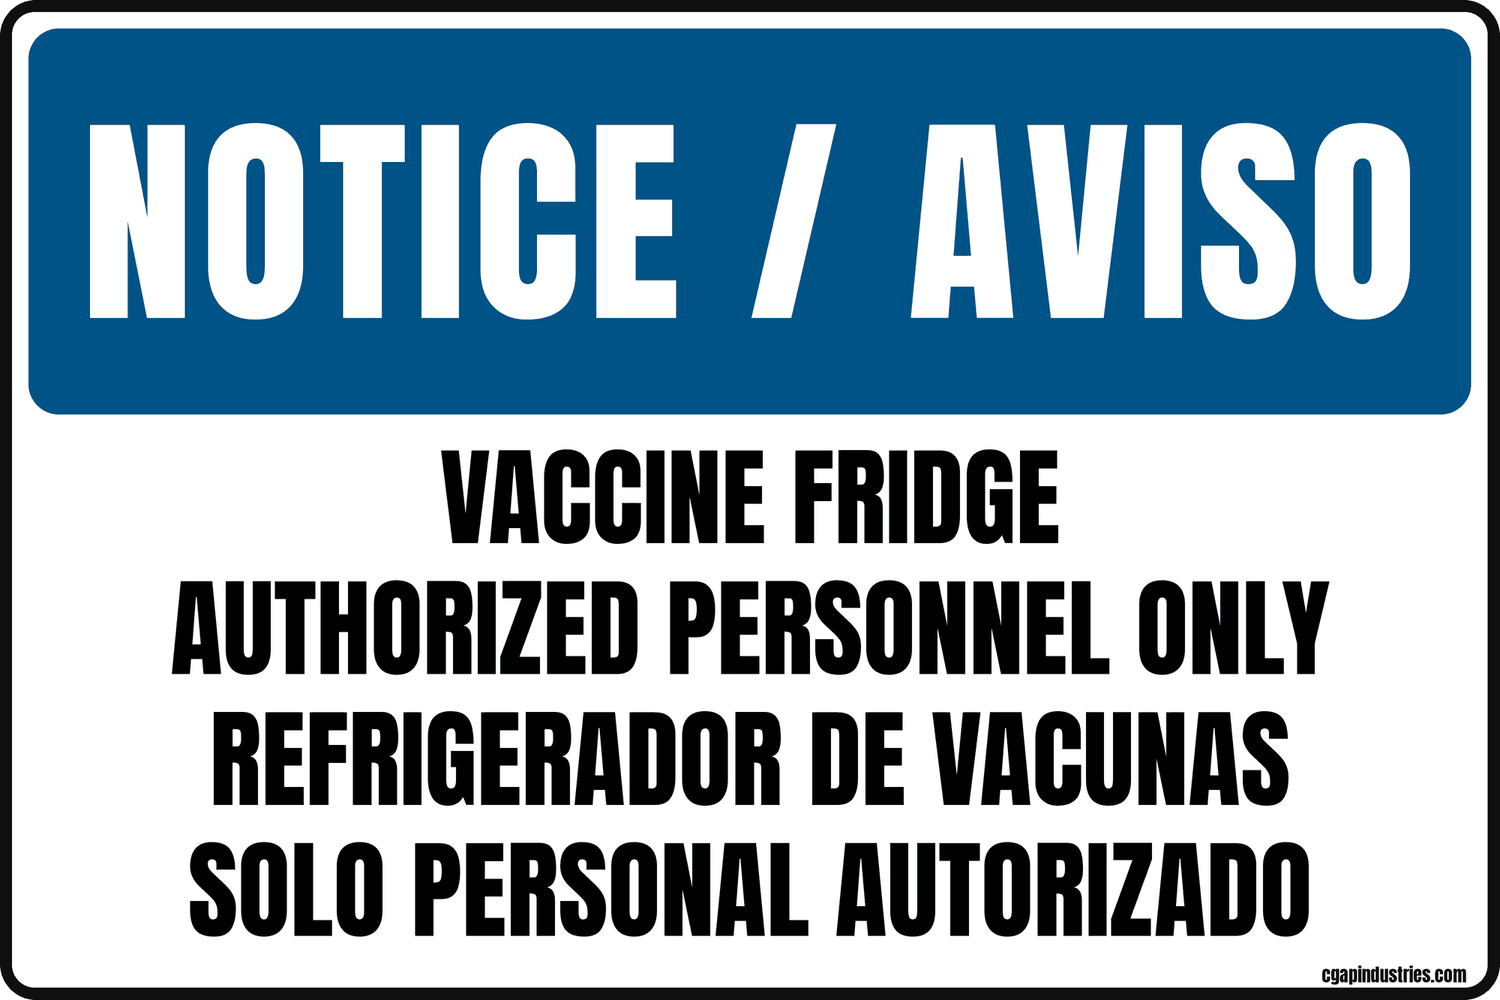 NOTICE / AVISO
VACCINE FRIDGE
AUTHORIZED PERSONNEL ONLY
REFRIGERADOR DE VACUNAS
SOLO PERSONAL AUTORIZADO
cgapindustries.com